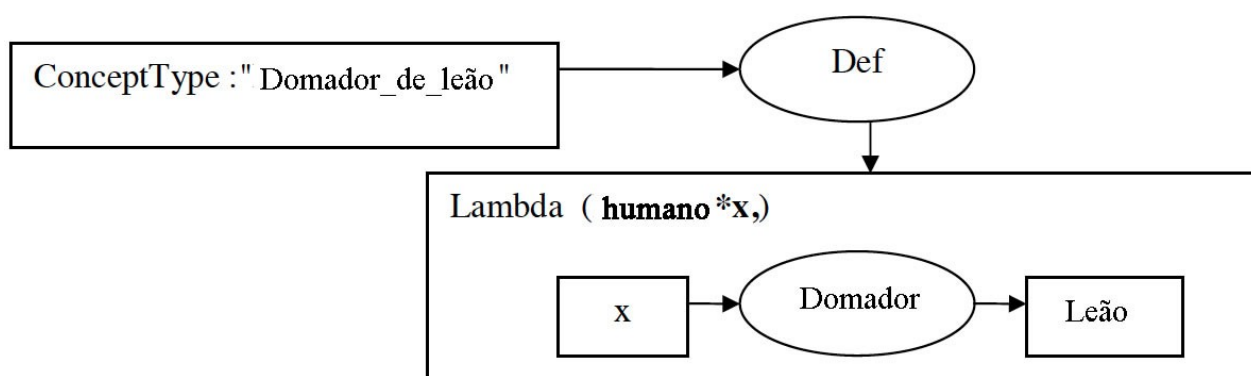 ConceptType :" Domador_de_leão "
Def
Lambda ( humano *x,)
x
Domador
Leão